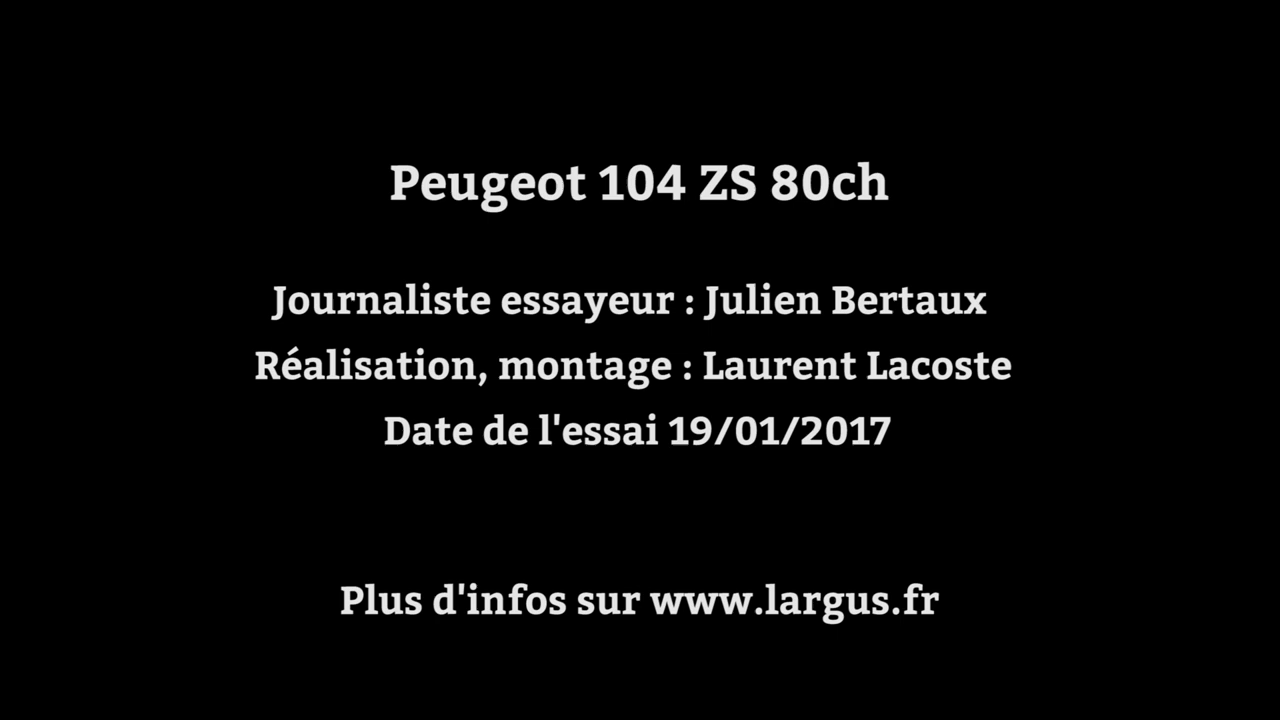 Peugeot 104 ZS 80ch
Journaliste essayeur : Julien Bertaux
Réalisation, montage : Laurent Lacoste
Date de l'essai 19/01/2017
Plus d'infos sur www.largus.fr